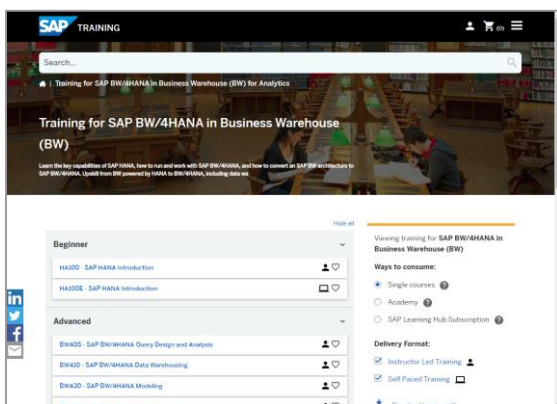 SAP TRAINING
(0)
Search...
| Training for SAP BW/4HANA in Business Warehouse (BW) for Analytics
Training for SAP BW/4HANA in Business Warehouse
(BW)
Learn the key capabilities of SAP HANA, how to run and work with SAP BW/4HANA, and how to convert an SAP BW architecture to
SAP BW/4HANA. Upskill from BW powered by HANA to BW/4HANA, including data wa
Hide all
Beginner
HA100 - SAP HANA Introduction
HA100E - SAP HANA Introduction
Advanced
BW405 - SAP BW/4HANA Query Design and Analysis
BW410 - SAP BW/4HANA Data Warehousing
BW430 - SAP BW/4HANA Modeling
Viewing training for SAP BW/4HANA in
Business Warehouse (BW)
Ways to consume:
Single courses ?
Academy ?
SAP Learning Hub Subscription ?
Delivery Format:
Instructor Led Training
Self Paced Training
in
f